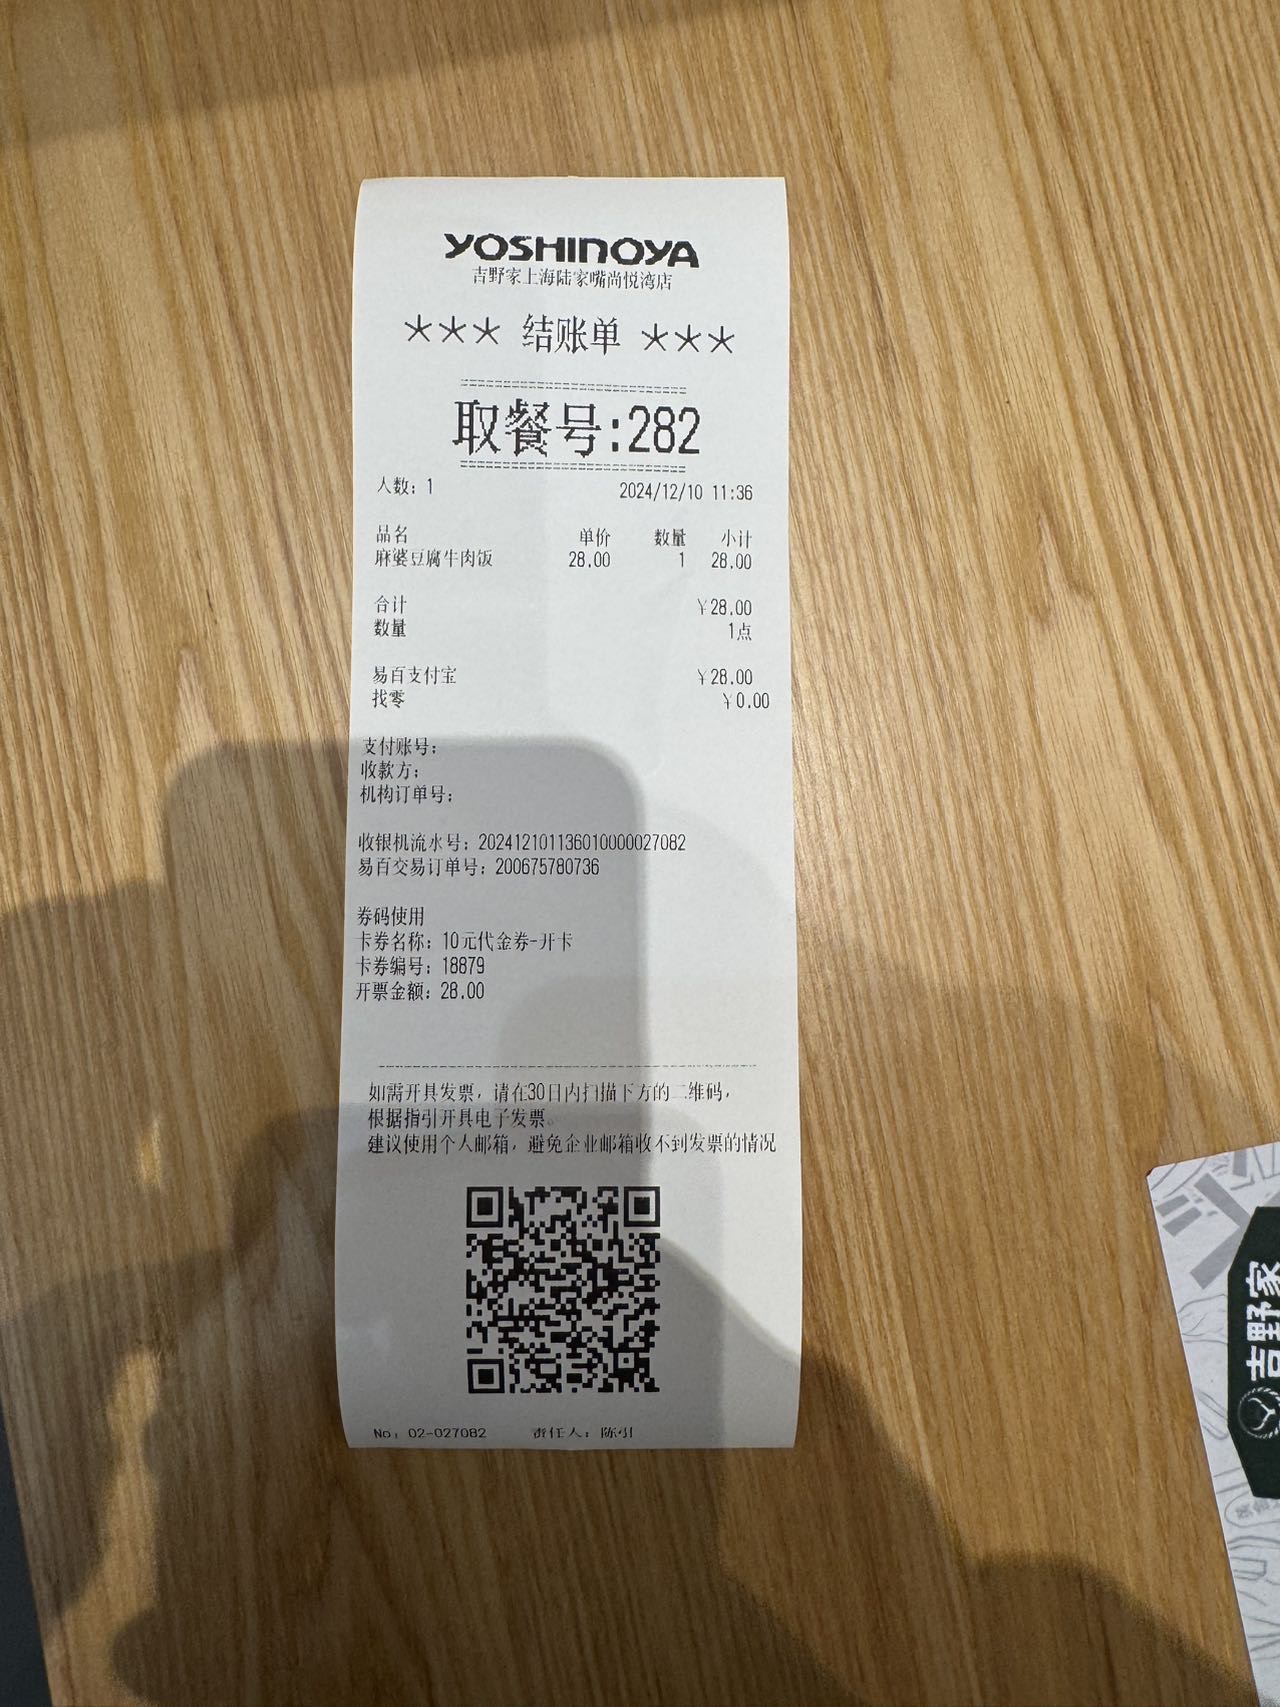 YOSHINOYA
吉野家上海陆家嘴尚悦湾店
*** 结账单 ***
取餐号:282
人数: 1 2024/12/10 11:36
品名 单价 数量 小计
麻婆豆腐牛肉饭 28.00 1 28.00
合计 ¥28.00
数量 1点
易百支付宝 ¥28.00
找零 ¥0.00
支付账号:
收款方:
机构订单号:
收银机流水号: 202412101136010000027082
易百交易订单号: 200675780736
券码使用
卡券名称: 10元代金券-开卡
卡券编号: 18879
开票金额: 28.00
如需开具发票, 请在30日内扫描下方的二维码,
根据指引开具电子发票。
建议使用个人邮箱, 避免企业邮箱收不到发票的情况
No: 02-027082 责任人: 陈引
吉野家